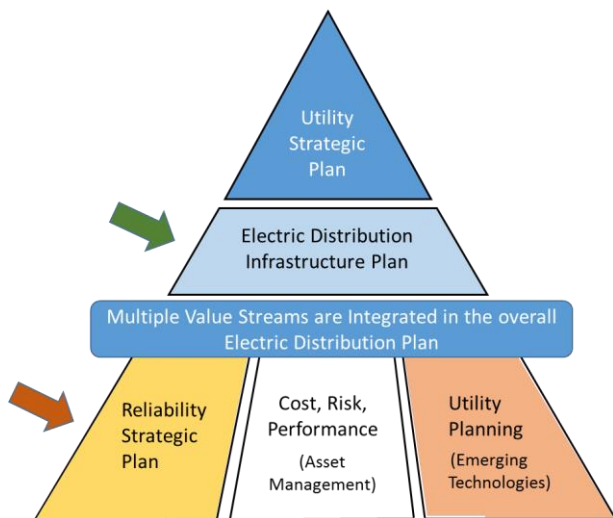 Utility
Strategic
Plan
Electric Distribution
Infrastructure Plan
Multiple Value Streams are Integrated in the overall
Electric Distribution Plan
Reliability
Strategic
Plan
Cost, Risk,
Performance
(Asset
Management)
Utility
Planning
(Emerging
Technologies)